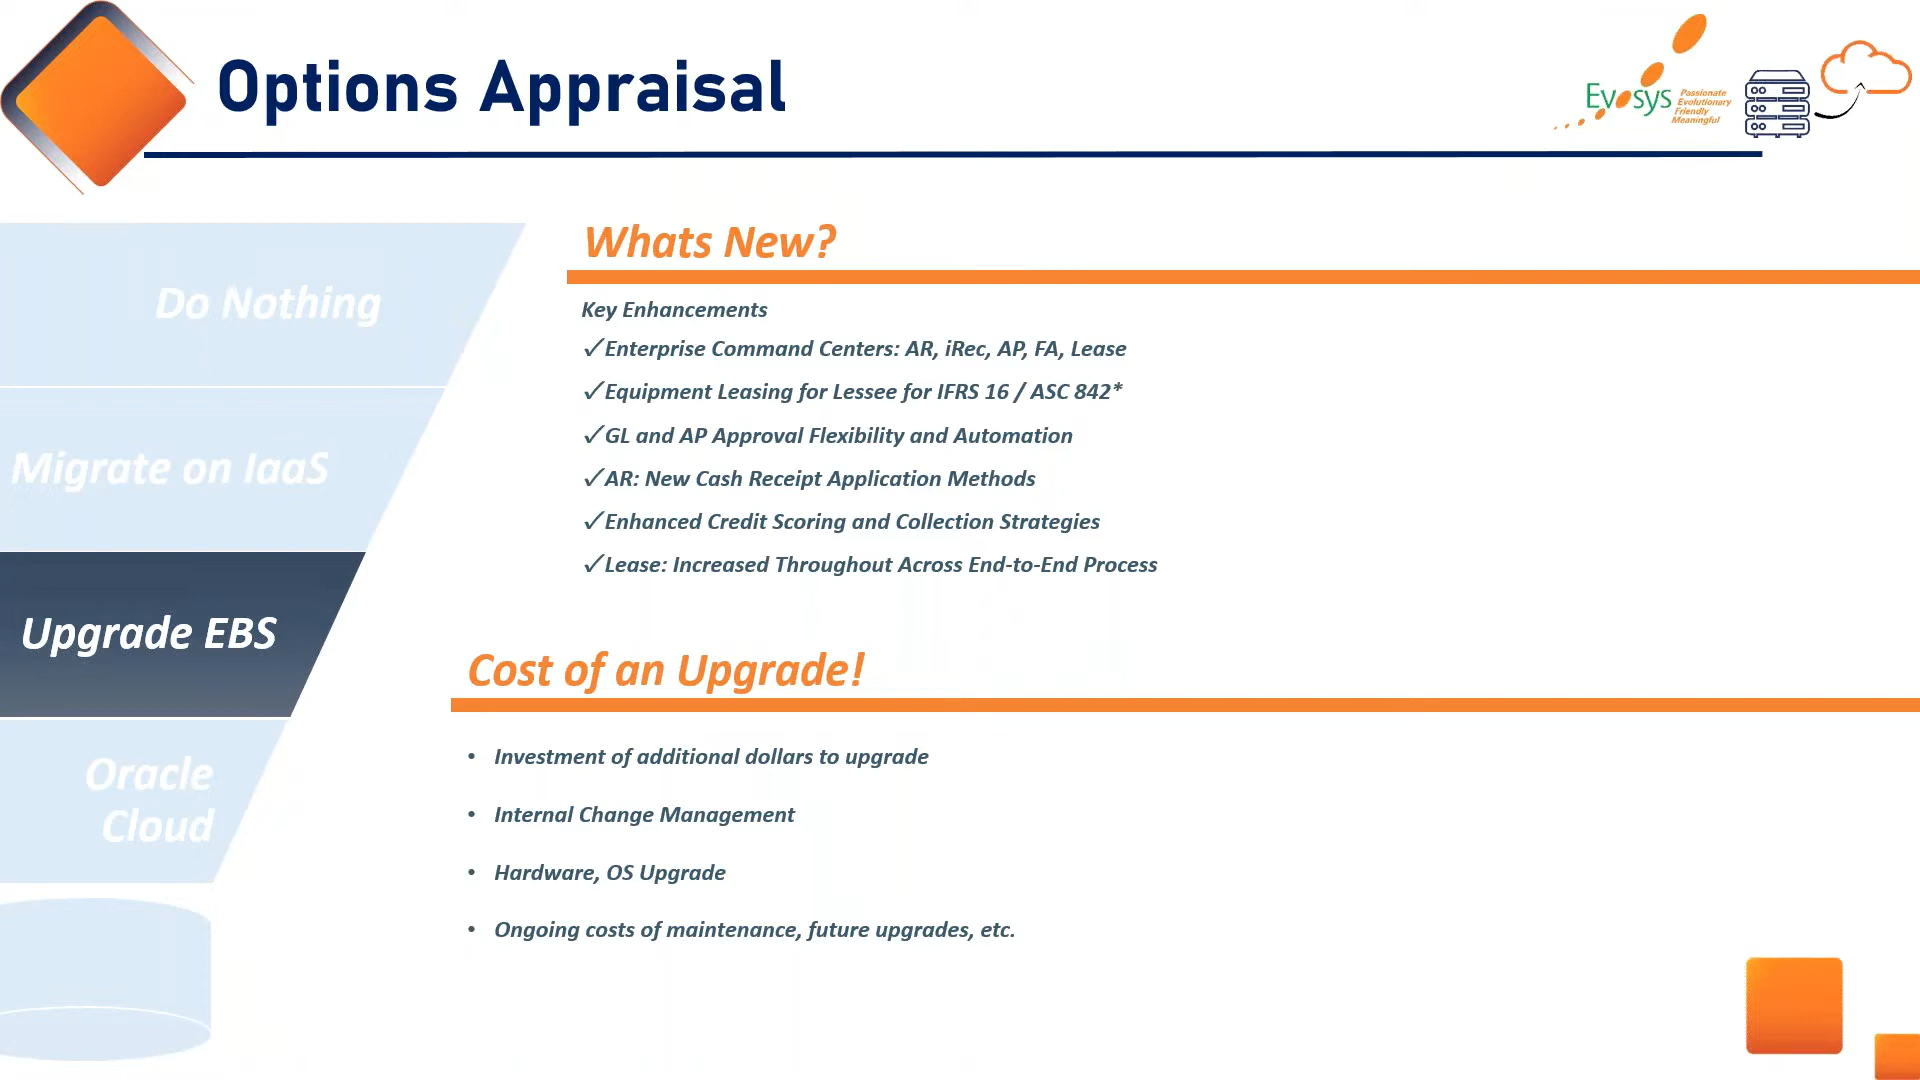 Options Appraisal
Evosys
Passionate
Evolutionary
Friendly
Meaningful
Do Nothing
Migrate on IaaS
Upgrade EBS
Oracle
Cloud
Whats New?
Key Enhancements
✓Enterprise Command Centers: AR, iRec, AP, FA, Lease
✓Equipment Leasing for Lessee for IFRS 16 / ASC 842*
✓GL and AP Approval Flexibility and Automation
✓AR: New Cash Receipt Application Methods
✓Enhanced Credit Scoring and Collection Strategies
✓Lease: Increased Throughout Across End-to-End Process
Cost of an Upgrade!
• Investment of additional dollars to upgrade
• Internal Change Management
• Hardware, OS Upgrade
• Ongoing costs of maintenance, future upgrades, etc.